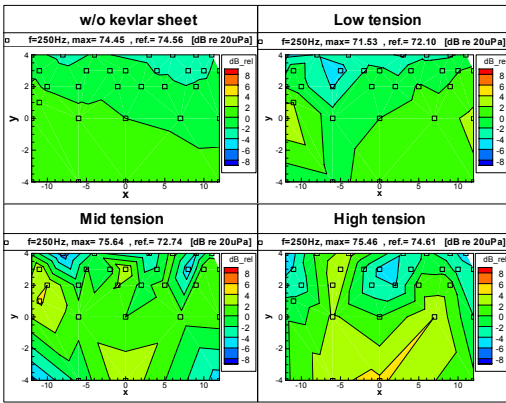 w/o kevlar sheet
f=250Hz, max= 74.45 , ref.= 74.56 [dB re 20uPa]
dB_rel
8
6
4
2
0
-2
-4
-6
-8
y
4
2
0
-2
-4
-10 -5 0 5 10
x
Low tension
f=250Hz, max= 71.53 , ref.= 72.10 [dB re 20uPa]
dB_rel
8
6
4
2
0
-2
-4
-6
-8
y
4
2
0
-2
-4
-10 -5 0 5 10
x
Mid tension
f=250Hz, max= 75.64 , ref.= 72.74 [dB re 20uPa]
dB_rel
8
6
4
2
0
-2
-4
-6
-8
y
4
2
0
-2
-4
-10 -5 0 5 10
x
High tension
f=250Hz, max= 75.46 , ref.= 74.61 [dB re 20uPa]
dB_rel
8
6
4
2
0
-2
-4
-6
-8
y
4
2
0
-2
-4
-10 -5 0 5 10
x